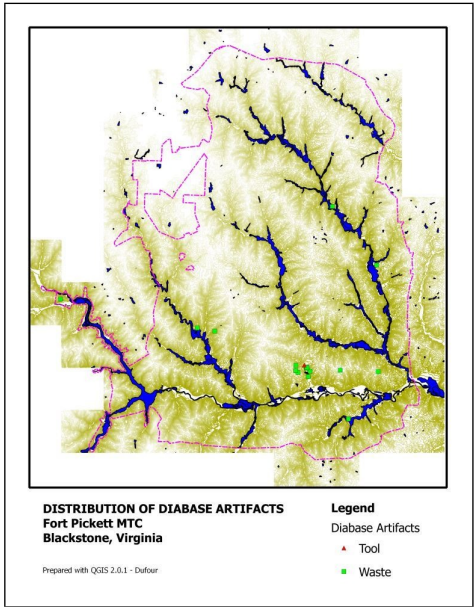 DISTRIBUTION OF DIABASE ARTIFACTS
Fort Pickett MTC
Blackstone, Virginia
Prepared with QGIS 2.0.1 - Dufour
Legend
Diabase Artifacts
Tool
Waste